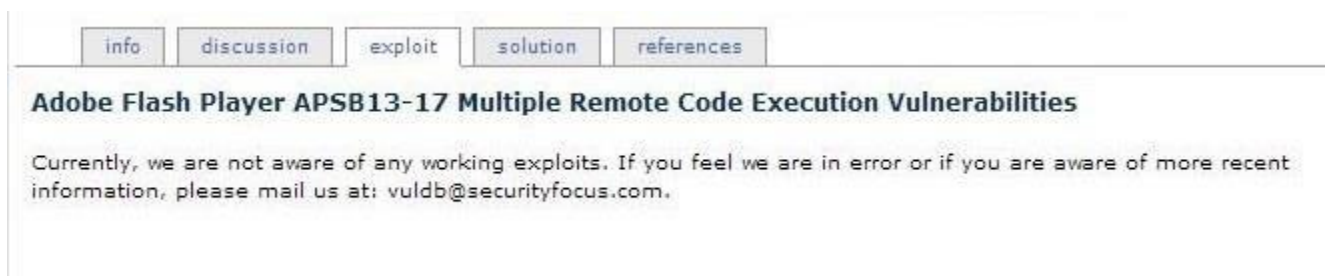 info discussion exploit solution references
Adobe Flash Player APSB13-17 Multiple Remote Code Execution Vulnerabilities
Currently, we are not aware of any working exploits. If you feel we are in error or if you are aware of more recent
information, please mail us at: vuldb@securityfocus.com.